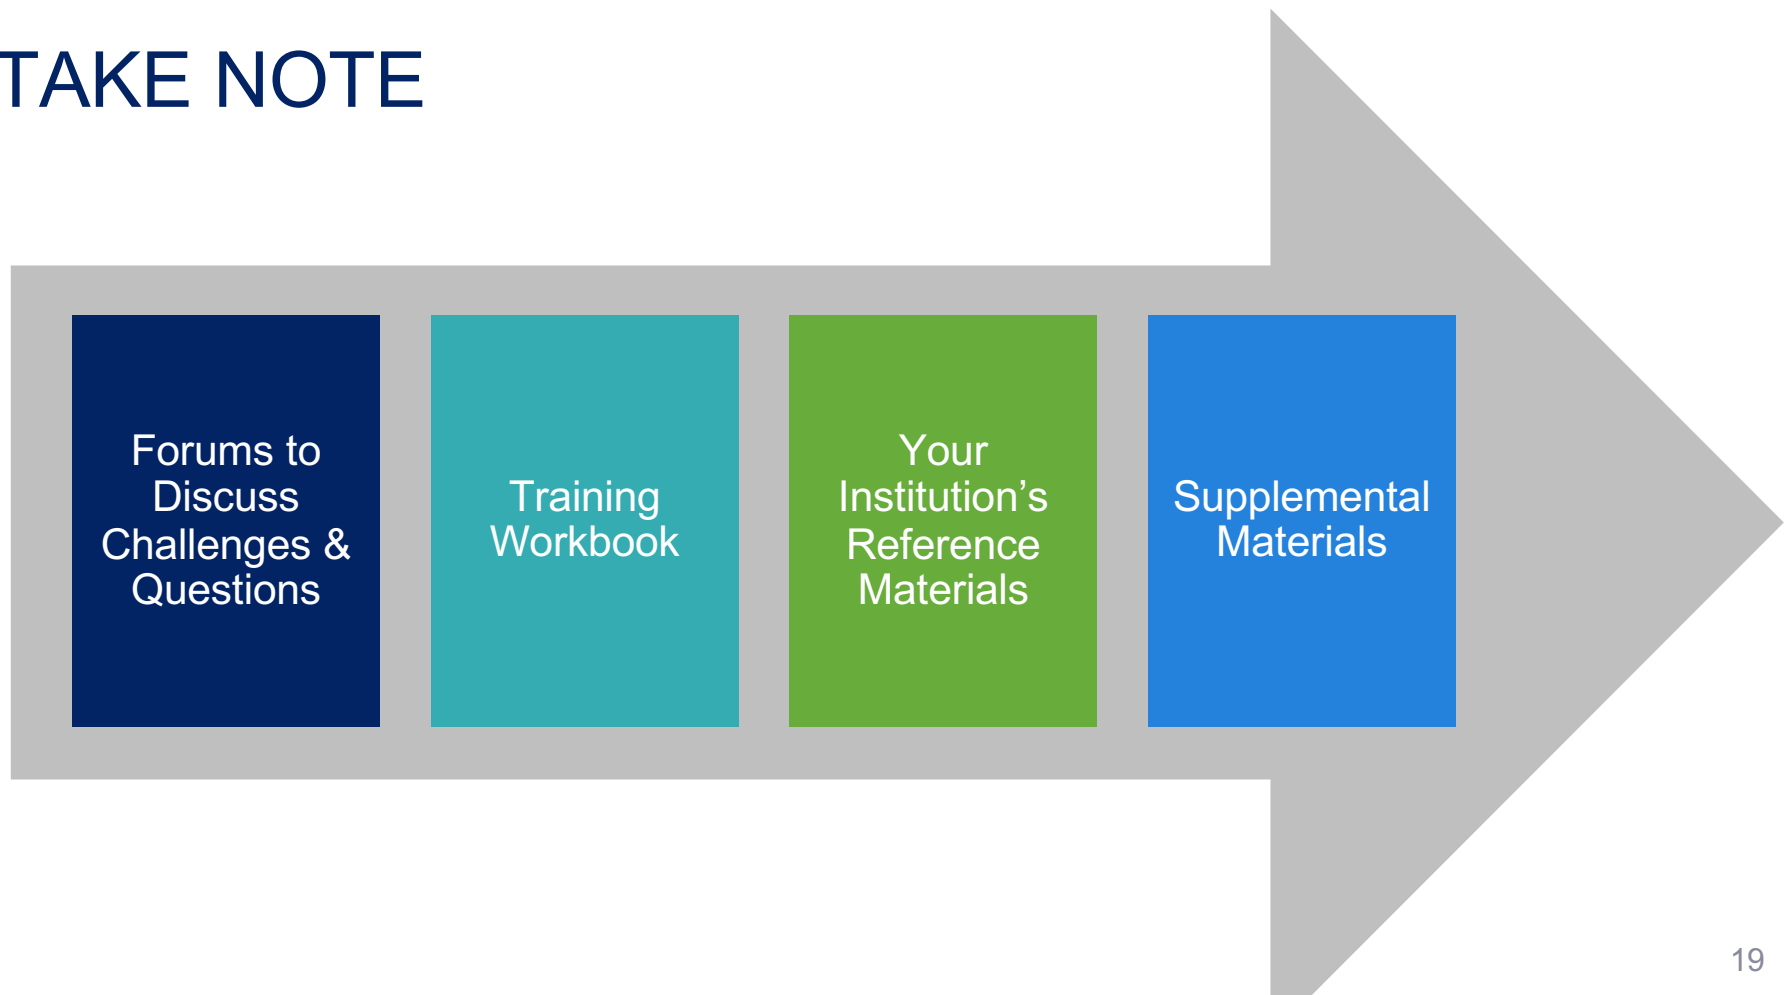 TAKE NOTE
Forums to
Discuss
Challenges &
Questions
Training
Workbook
Your
Institution’s
Reference
Materials
Supplemental
Materials
19